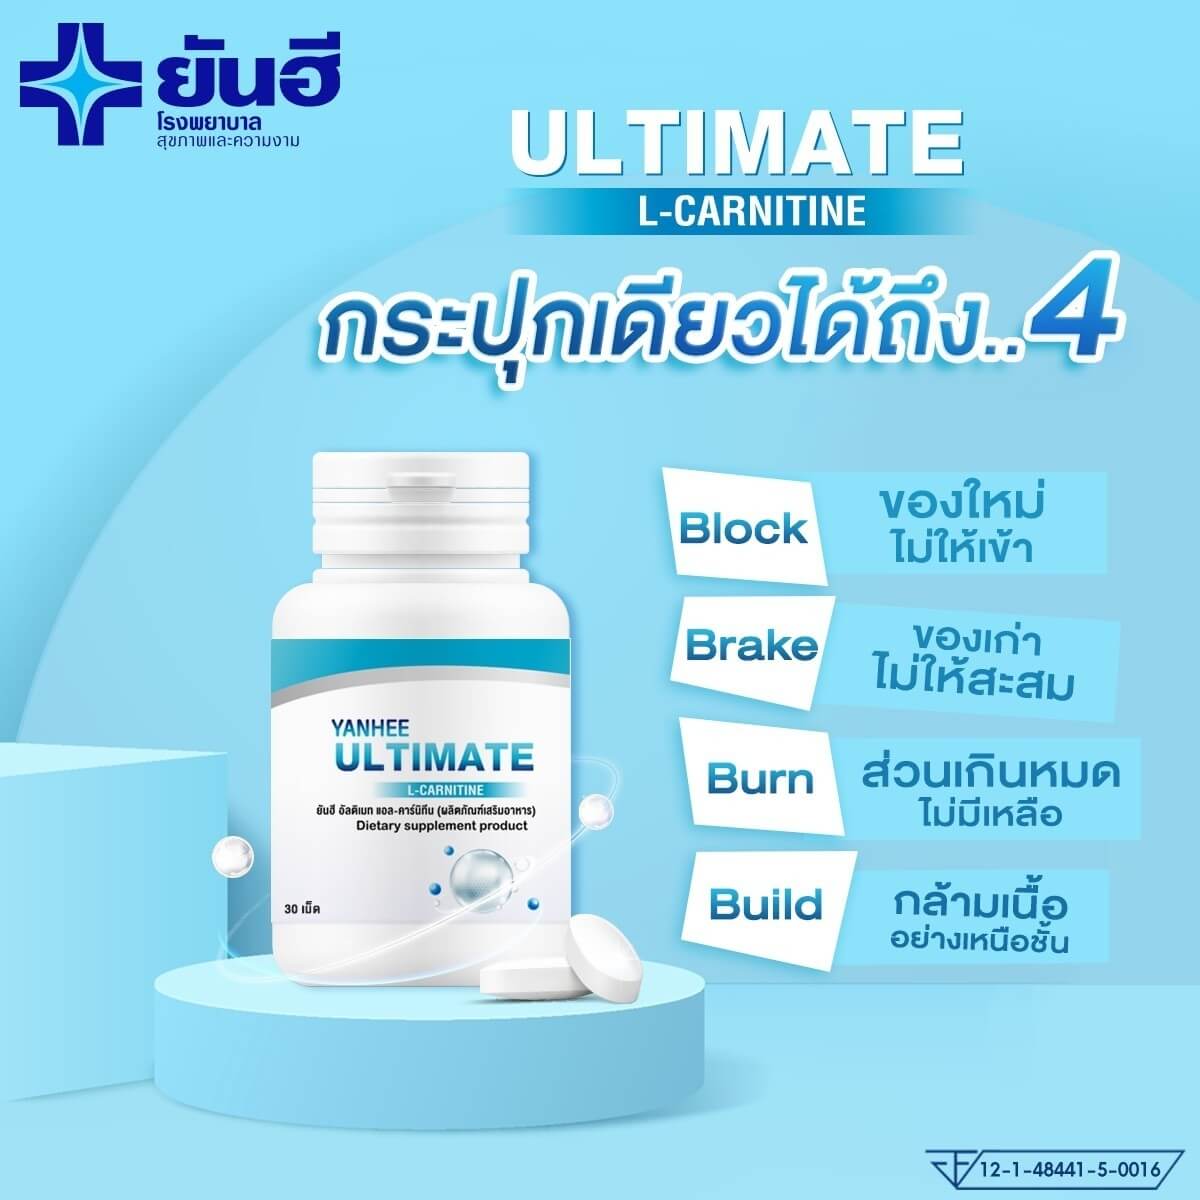 ยันฮี
โรงพยาบาล
สุขภาพและความงาม
ULTIMATE
L-CARNITINE
กระปุกเดียวได้ถึง..4
Block
ของใหม่
ไม่ให้เข้า
Brake
ของเก่า
ไม่ให้สะสม
Burn
ส่วนเกินหมด
ไม่มีเหลือ
Build
กล้ามเนื้อ
อย่างเหนือชั้น
YANHEE
ULTIMATE
L-CARNITINE
ยันฮี อัลติเมท แอล-คาร์นิทีน (ผลิตภัณฑ์เสริมอาหาร)
Dietary supplement product
30 เม็ด
12-1-48441-5-0016